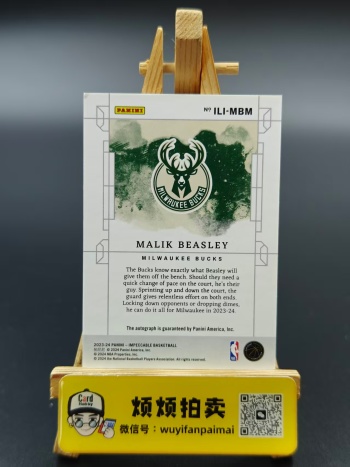 PANINI
Nº ILI-MBM
MILWAUKEE BUCKS
MALIK BEASLEY
MILWAUKEE BUCKS
The Bucks know exactly what Beasley will
give them off the bench. Should they need a
quick change of pace on the court, he's their
guy. Sprinting up and down the court, the
guard gives relentless effort on both ends.
Locking down opponents or dropping dimes,
he can do it all for Milwaukee in 2023-24.
The autograph is guaranteed by Panini America, Inc.
2023-24 PANINI - IMPECCABLE BASKETBALL
© 2024 Panini America, Inc.
© 2024 NBA Properties, Inc.
© 2024 the National Basketball Players Association. All rights reserved.
NBA
Card
烦烦拍卖
微信号：wuyifanpaimai